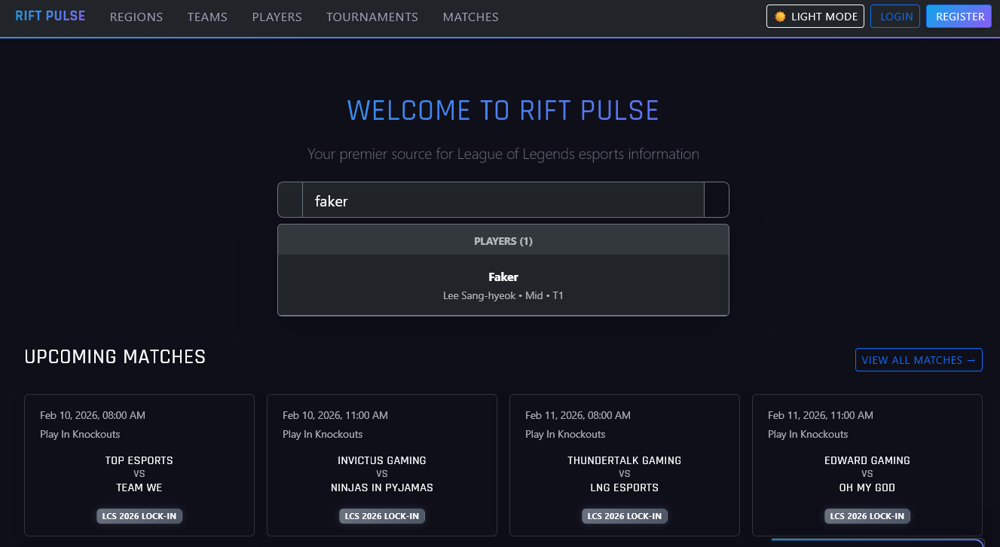 RIFT PULSE REGIONS TEAMS PLAYERS TOURNAMENTS MATCHES LIGHT MODE LOGIN REGISTER
WELCOME TO RIFT PULSE
Your premier source for League of Legends esports information
faker
PLAYERS (1)
Faker
Lee Sang-hyeok • Mid • T1
UPCOMING MATCHES
VIEW ALL MATCHES →
Feb 10, 2026, 08:00 AM
Play In Knockouts
TOP ESPORTS
VS
TEAM WE
LCS 2026 LOCK-IN
Feb 10, 2026, 11:00 AM
Play In Knockouts
INVICTUS GAMING
VS
NINJAS IN PYJAMAS
LCS 2026 LOCK-IN
Feb 11, 2026, 08:00 AM
Play In Knockouts
THUNDERTALK GAMING
VS
LNG ESPORTS
LCS 2026 LOCK-IN
Feb 11, 2026, 11:00 AM
Play In Knockouts
EDWARD GAMING
VS
OH MY GOD
LCS 2026 LOCK-IN